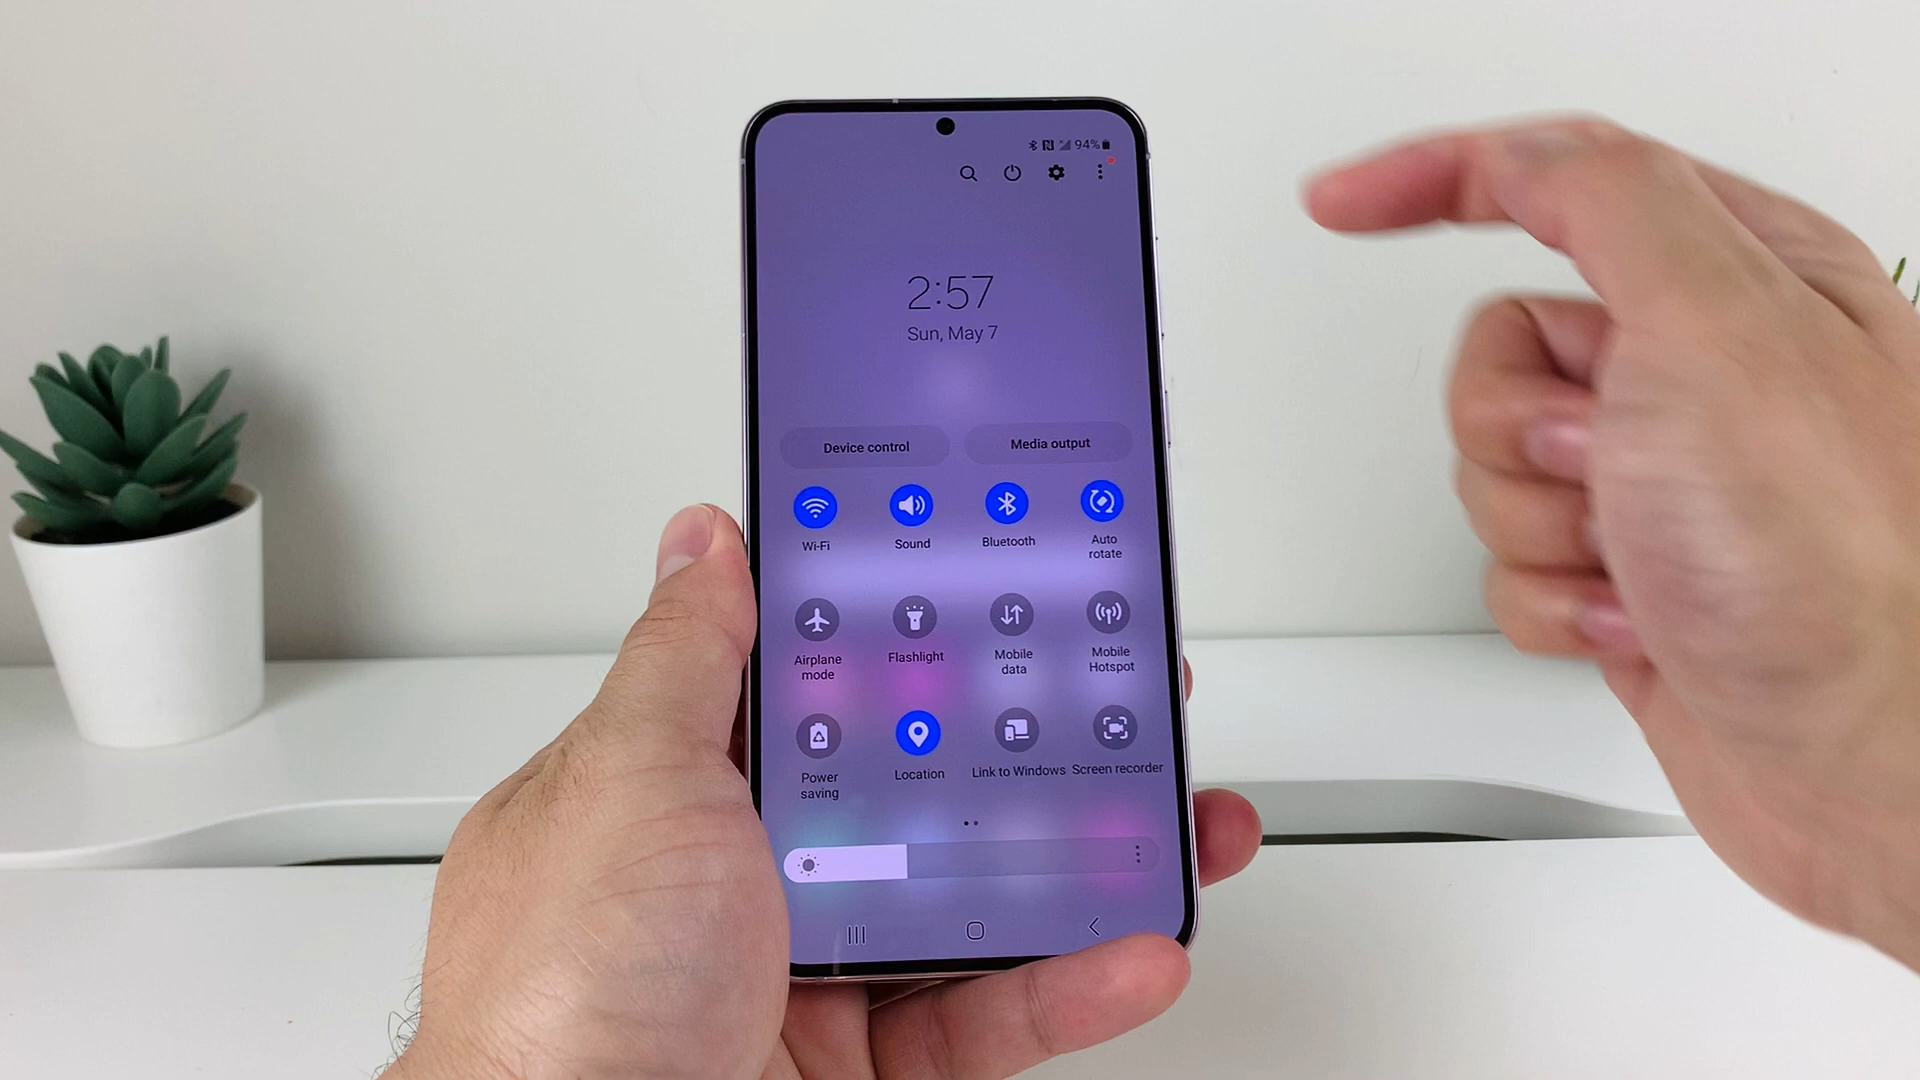 94%
2:57
Sun, May 7
Device control Media output
Wi-Fi Sound Bluetooth Auto
rotate
Airplane
mode Flashlight Mobile
data Mobile
Hotspot
Power
saving Location Link to Windows Screen recorder